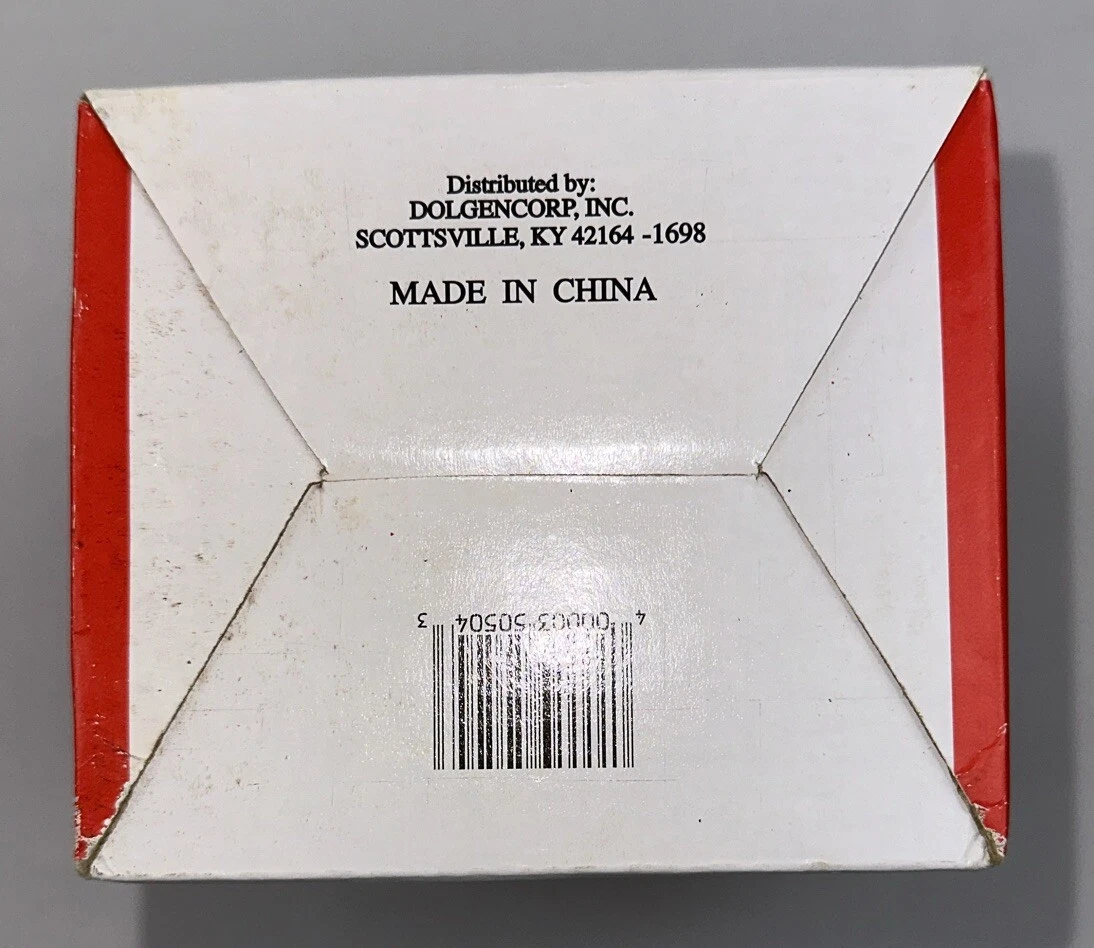 Distributed by:
DOLGENCORP, INC.
SCOTTSVILLE, KY 42164 -1698
MADE IN CHINA
4 00003 50504 3